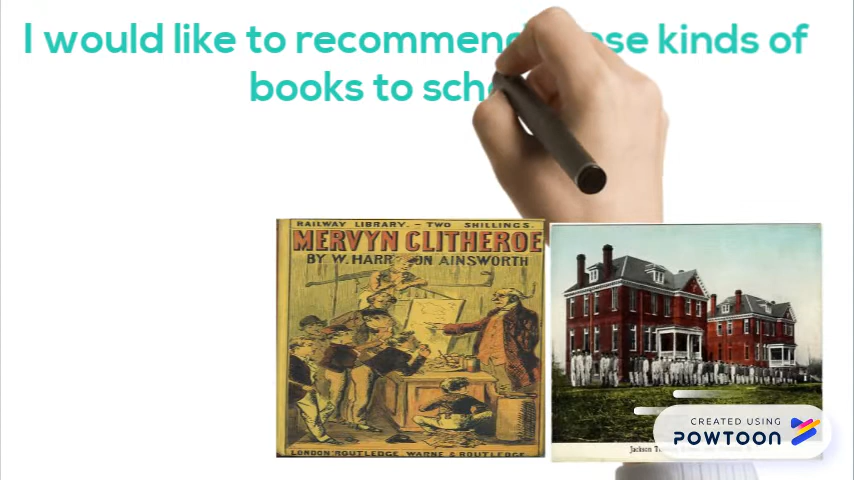 I would like to recommend kinds of
books to
RAILWAY LIBRARY. - TWO SHILLINGS.
MERVYN CLITHEROE
BY W. HARR ON AINSWORTH
LONDON ROUTLEDGE WARNE & ROUTLEDGE
Jackson
CREATED USING
POWTOON